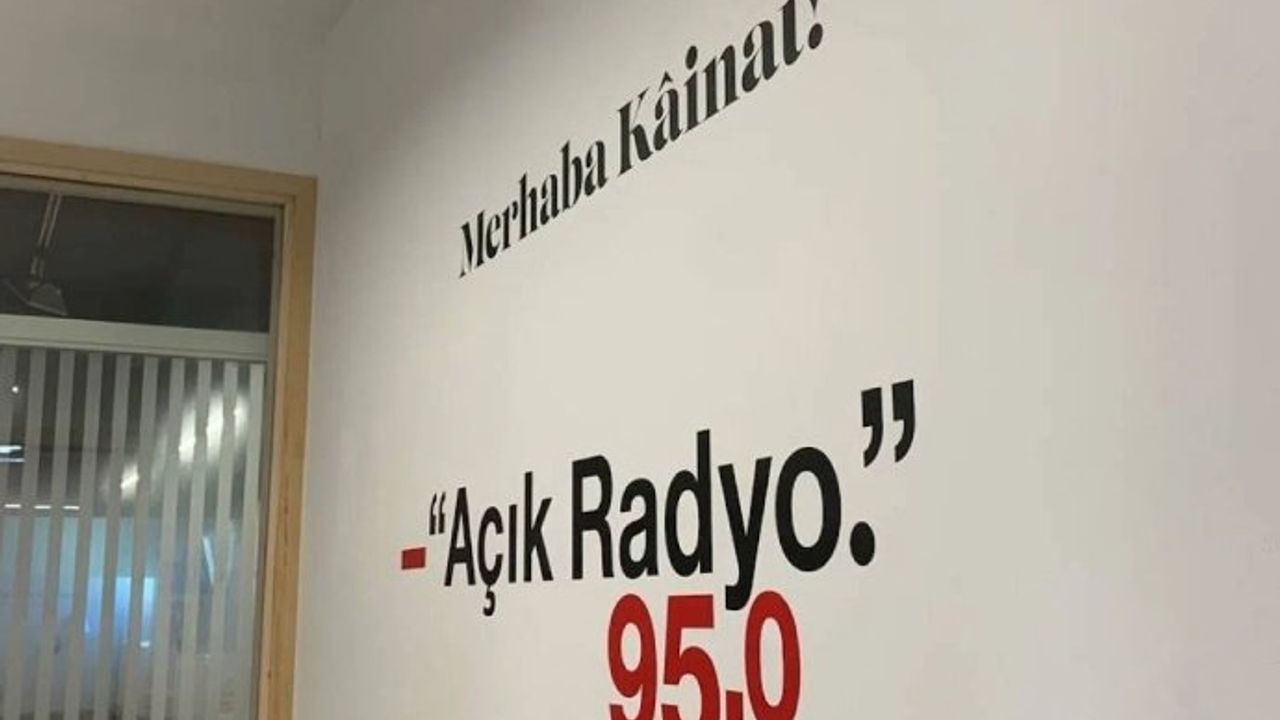 Merhaba Kâinat!
–“Açık Radyo.”
95.0